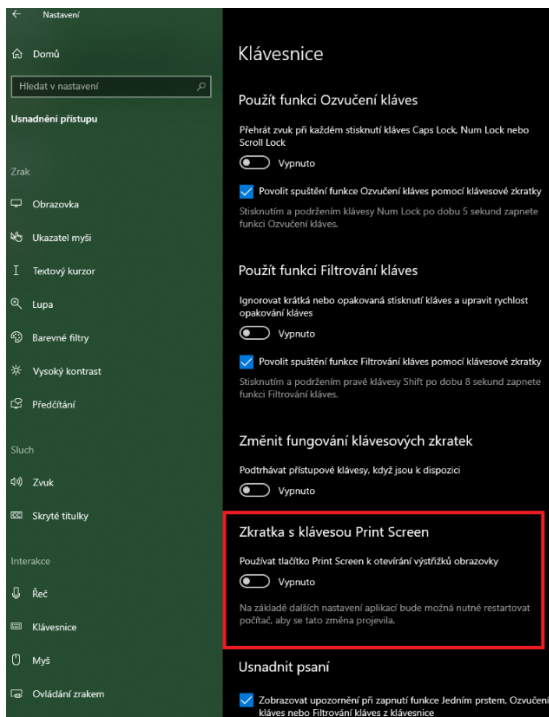 Nastavení
Domů
Hledat v nastavení
Usnadnění přístupu
Zrak
Obrazovka
Ukazatel myši
Textový kurzor
Lupa
Barevné filtry
Vysoký kontrast
Předčítání
Sluch
Zvuk
Skryté titulky
Interakce
Řeč
Klávesnice
Myš
Ovládání zrakem
Klávesnice
Použít funkci Ozvučení kláves
Přehrát zvuk při každém stisknutí kláves Caps Lock, Num Lock nebo
Scroll Lock
Vypnuto
Povolit spuštění funkce Ozvučení kláves pomocí klávesové zkratky
Stisknutím a podržením klávesy Num Lock po dobu 5 sekund zapnete
funkci Ozvučení kláves.
Použít funkci Filtrování kláves
Ignorovat krátká nebo opakovaná stisknutí kláves a upravit rychlost
opakování kláves
Vypnuto
Povolit spuštění funkce Filtrování kláves pomocí klávesové zkratky
Stisknutím a podržením pravé klávesy Shift po dobu 8 sekund zapnete
funkci Filtrování kláves.
Změnit fungování klávesových zkratek
Podtrhávat přístupové klávesy, když jsou k dispozici
Vypnuto
Zkratka s klávesou Print Screen
Používat tlačítko Print Screen k otevírání výstřižků obrazovky
Vypnuto
Na základě dalších nastavení aplikací bude možná nutné restartovat
počítač, aby se tato změna projevila.
Usnadnit psaní
Zobrazovat upozornění při zapnutí funkce Jedním prstem, Ozvučení
kláves nebo Filtrování kláves z klávesnice